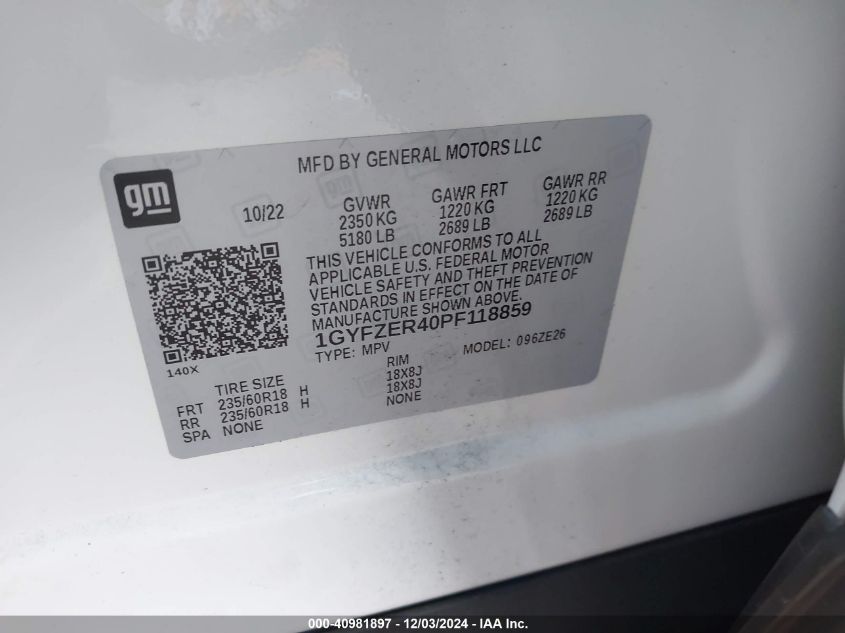 MFD BY GENERAL MOTORS LLC
gm
10/22
GVWR
2350 KG
5180 LB
GAWR FRT
1220 KG
2689 LB
GAWR RR
1220 KG
2689 LB
THIS VEHICLE CONFORMS TO ALL
APPLICABLE U.S. FEDERAL MOTOR
VEHICLE SAFETY AND THEFT PREVENTION
STANDARDS IN EFFECT ON THE DATE OF
MANUFACTURE SHOWN ABOVE.
1GYFZER40PF118859
TYPE: MPV
MODEL: 096ZE26
140X
TIRE SIZE
RIM
FRT 235/60R18 H 18X8J
RR 235/60R18 H 18X8J
SPA NONE NONE
000-40981897 - 12/03/2024 - IAA Inc.